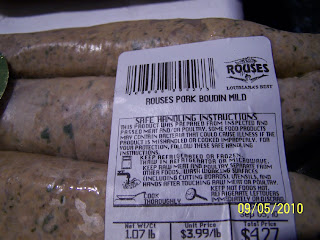 ROUSES
LOUISIANA'S BEST
ROUSES PORK BOUDIN MILD
SAFE HANDLING INSTRUCTIONS
THIS PRODUCT WAS PREPARED FROM INSPECTED AND
PASSED MEAT AND/OR POULTRY. SOME FOOD PRODUCTS
MAY CONTAIN BACTERIA THAT COULD CAUSE ILLNESS IF THE
PRODUCT IS MISHANDLED OR COOKED IMPROPERLY. FOR
YOUR PROTECTION, FOLLOW THESE SAFE HANDLING
INSTRUCTIONS.
KEEP REFRIGERATED OR FROZEN.
THAW IN REFRIGERATOR OR MICROWAVE.
KEEP RAW MEAT AND POULTRY SEPARATE FROM
OTHER FOODS. WASH WORKING SURFACES
(INCLUDING CUTTING BOARDS), UTENSILS, AND
HANDS AFTER TOUCHING RAW MEAT OR POULTRY.
COOK
THOROUGHLY
KEEP HOT FOODS HOT.
REFRIGERATE LEFTOVERS
IMMEDIATELY OR DISCARD.
Net Wt/Ct
Unit Price
Total Price
1.07 lb
$3.99/lb
$4.27
09/05/2010